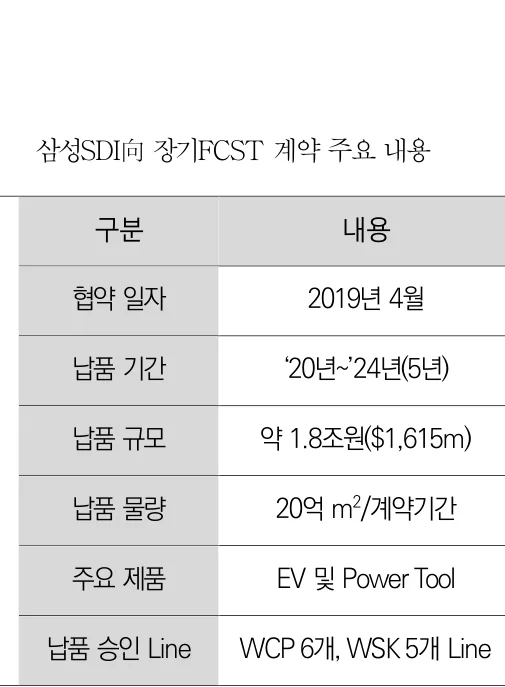 삼성SDI向 장기FCST 계약 주요 내용
구분 내용
협약 일자 2019년 4월
납품 기간 ‘20년~’24년(5년)
납품 규모 약 1.8조원($1,615m)
납품 물량 20억 m²/계약기간
주요 제품 EV 및 Power Tool
납품 승인 Line WCP 6개, WSK 5개 Line